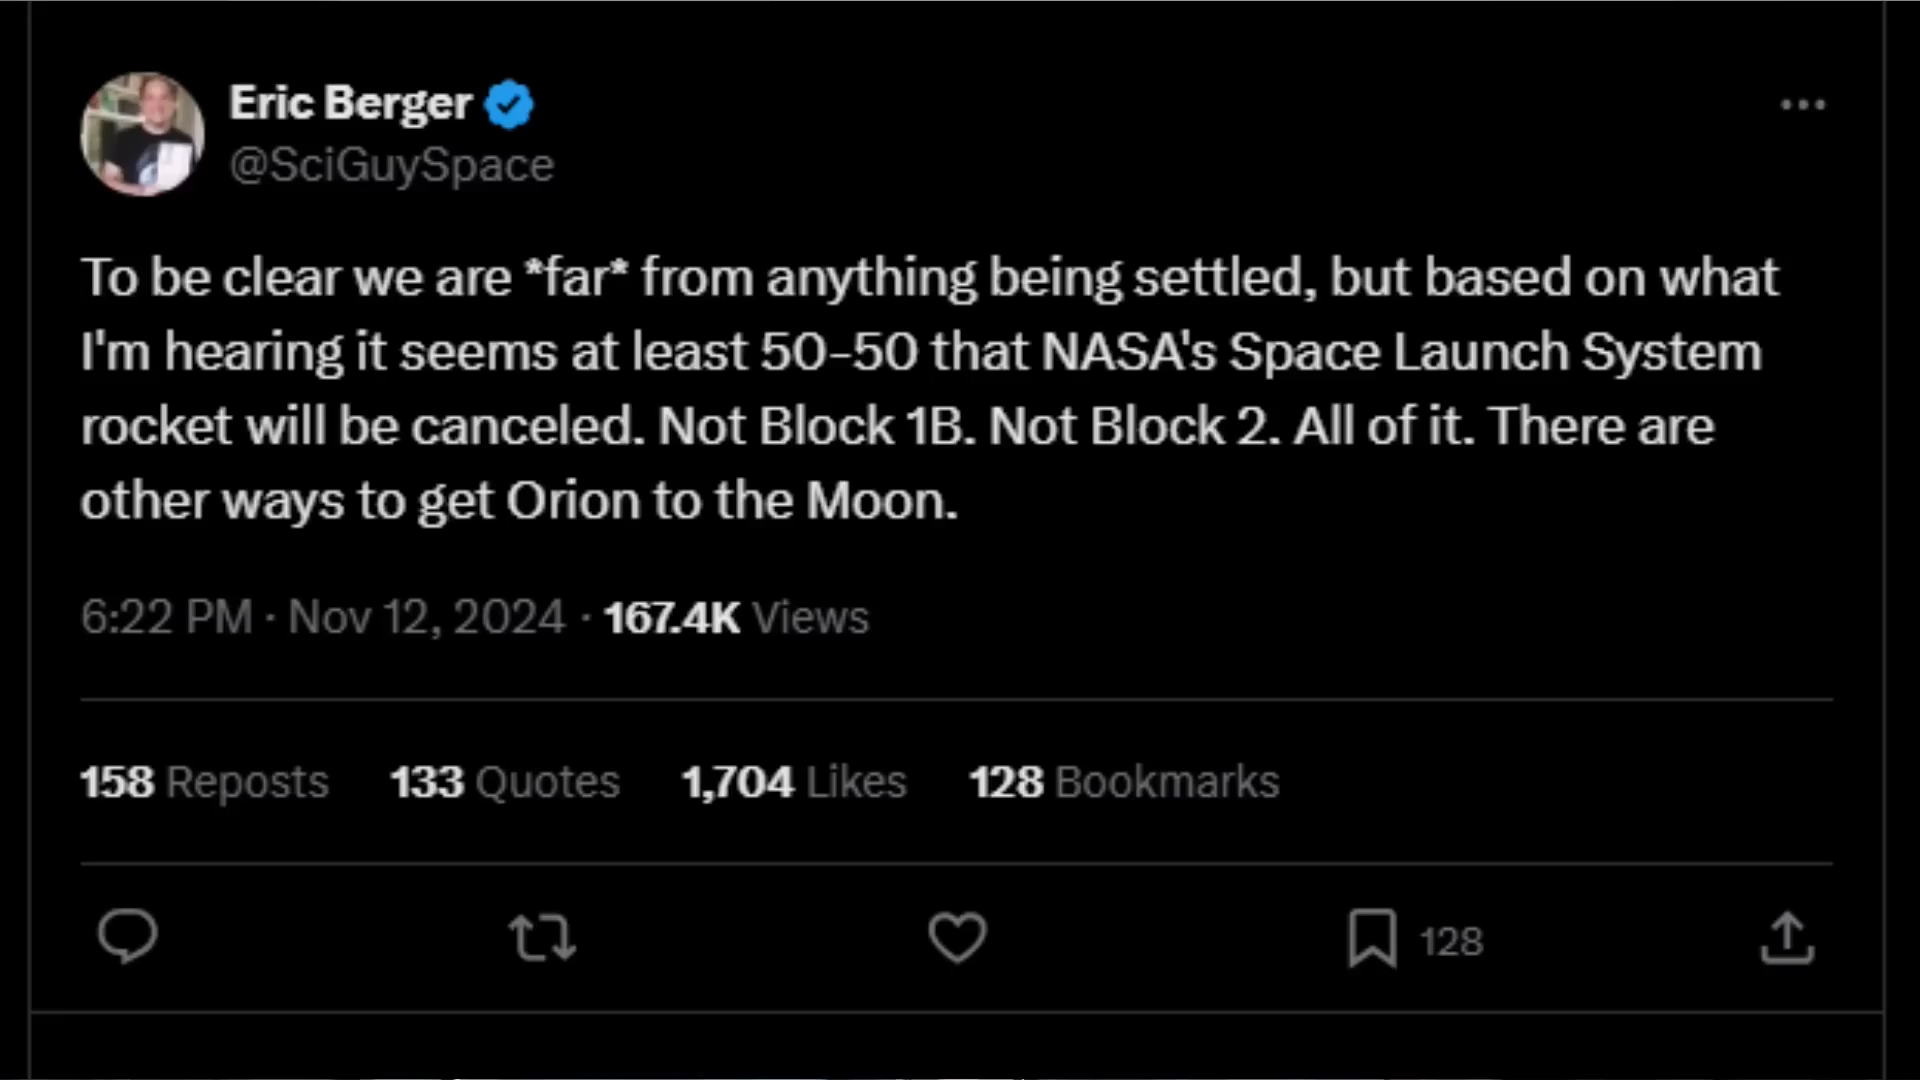 Eric Berger
@SciGuySpace
To be clear we are *far* from anything being settled, but based on what
I'm hearing it seems at least 50-50 that NASA's Space Launch System
rocket will be canceled. Not Block 1B. Not Block 2. All of it. There are
other ways to get Orion to the Moon.
6:22 PM · Nov 12, 2024 · 167.4K Views
158 Reposts 133 Quotes 1,704 Likes 128 Bookmarks
128